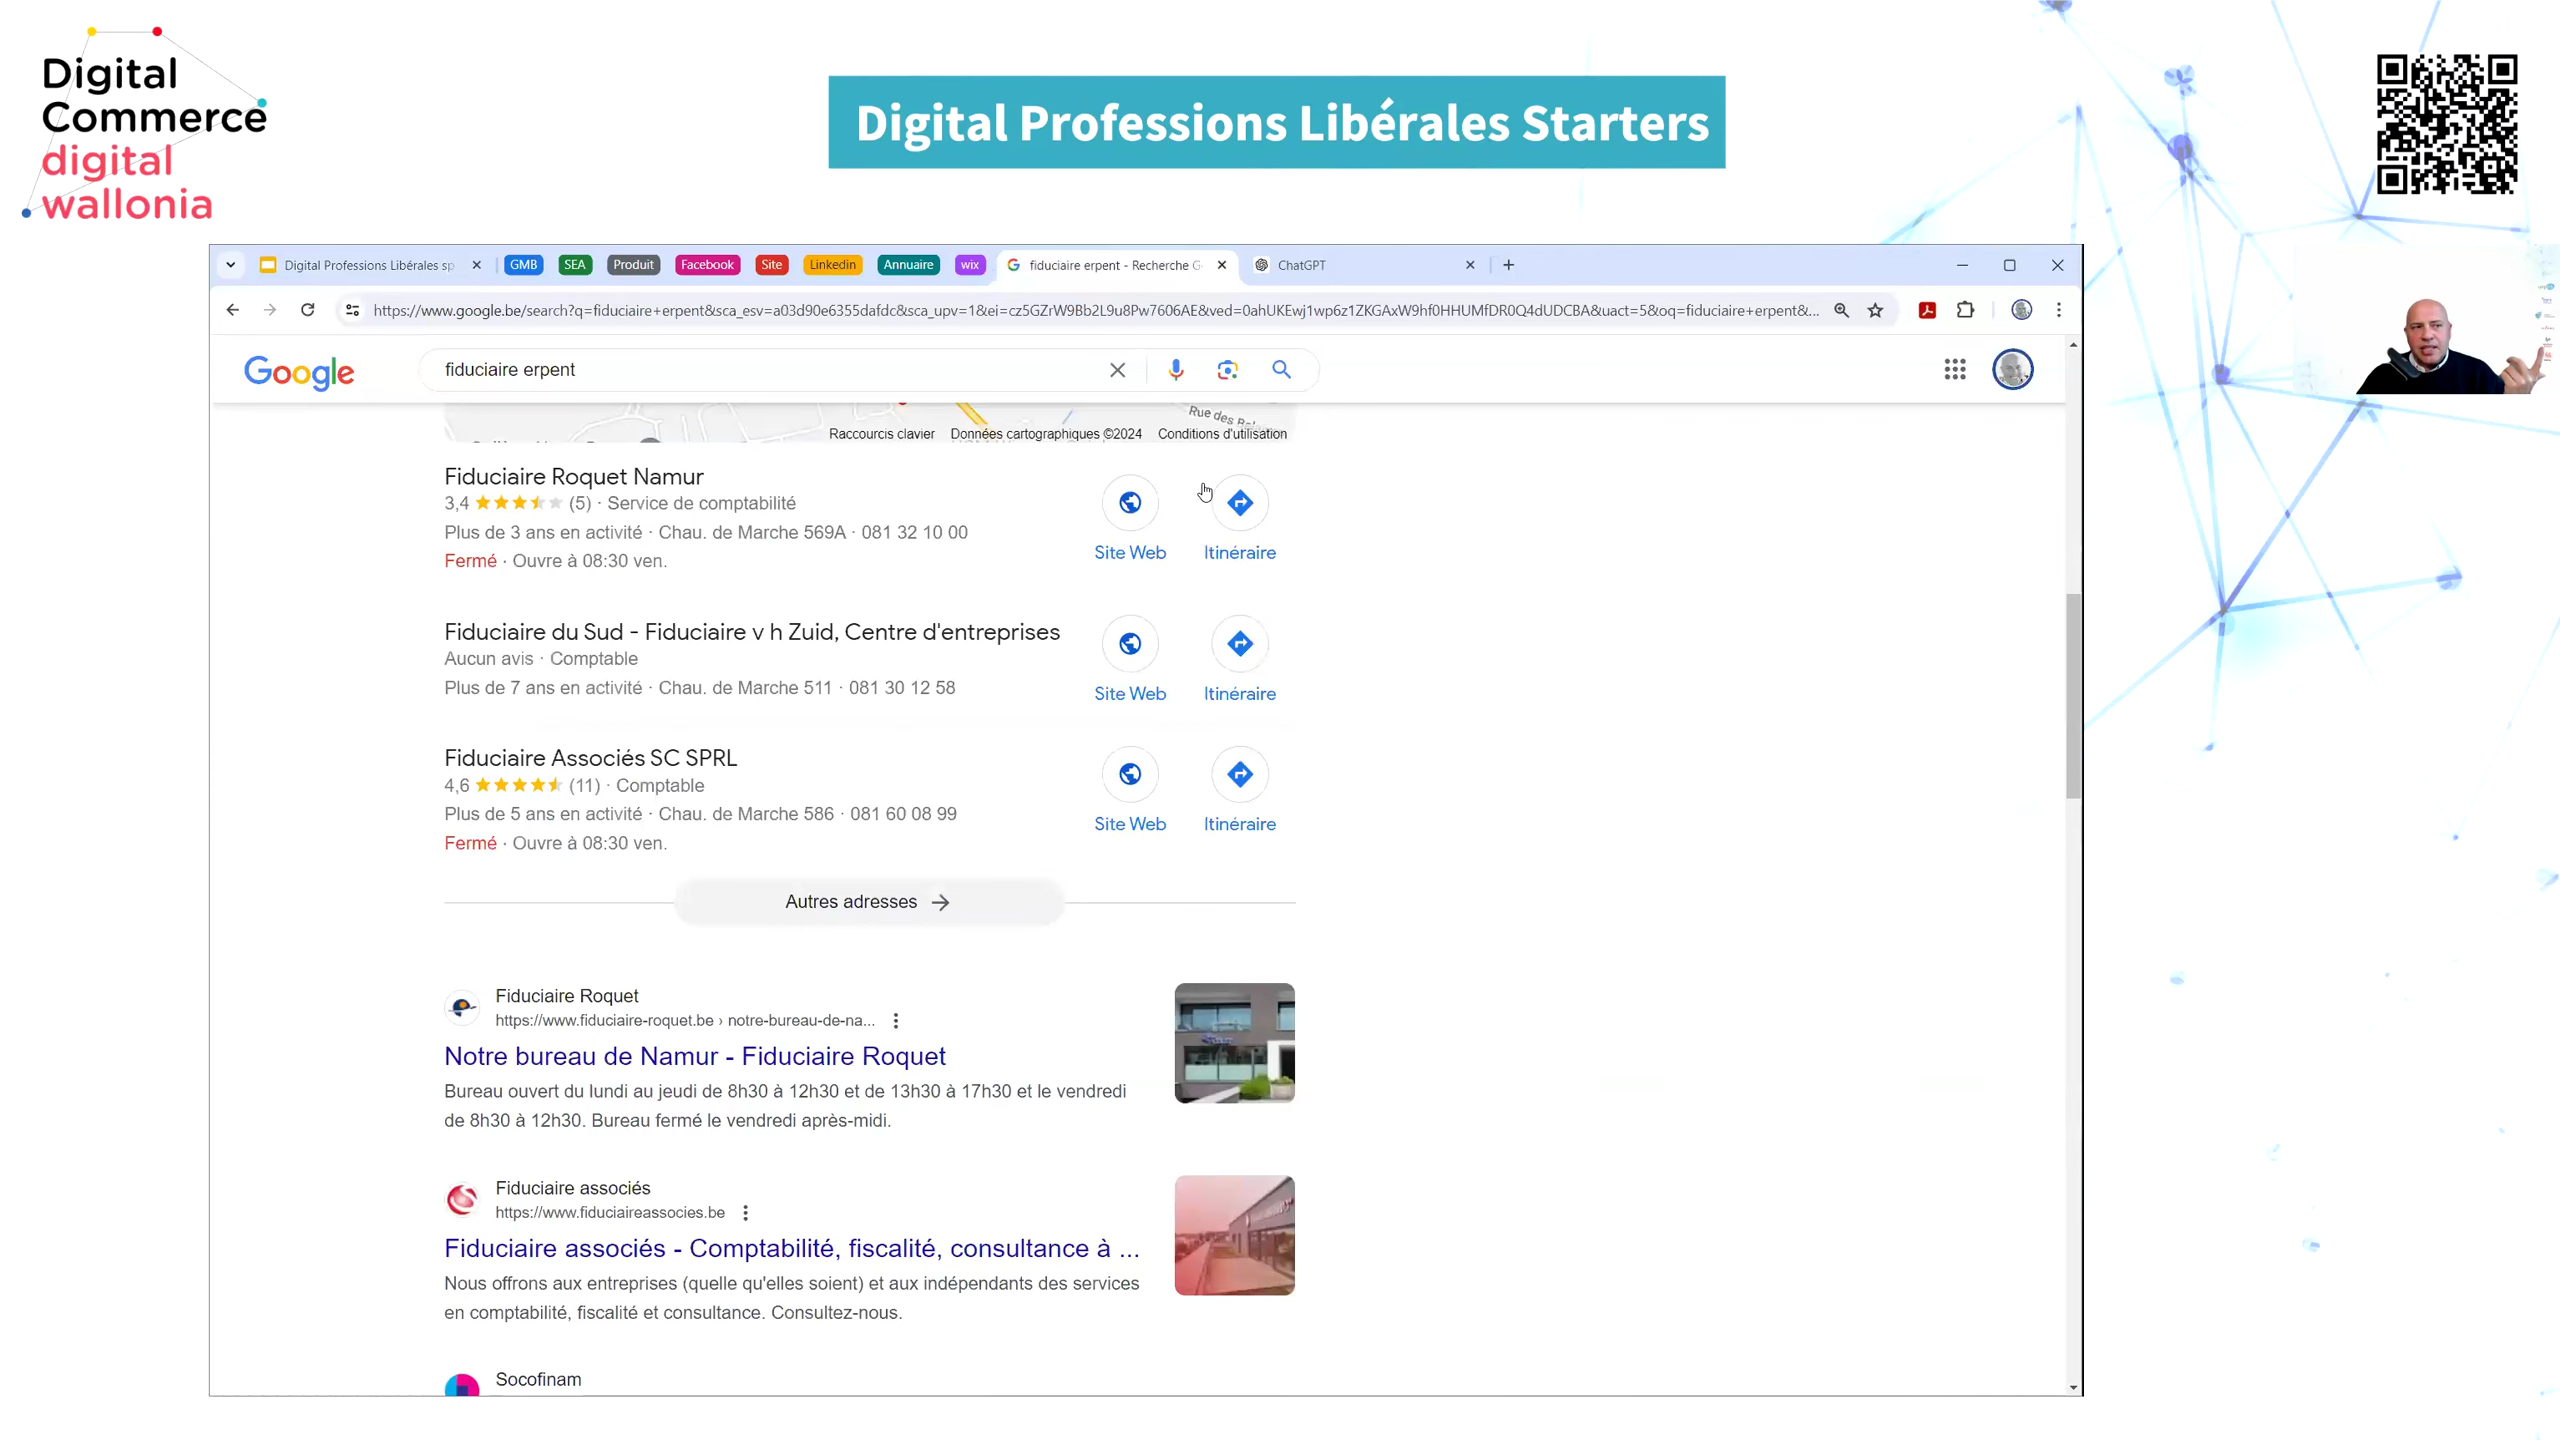 Digital
Commerce
digital
wallonia
Digital Professions Libérales Starters
Digital Professions Libérales sp
GMB
SEA
Produit
Facebook
Site
Linkedin
Annuaire
wix
fiduciaire erpent - Recherche G
ChatGPT
https://www.google.be/search?q=fiduciaire+erpent&sca_esv=a03d90e6355dafdc&sca_upv=1&ei=cz5GZrW9Bb2L9u8Pw7606AE&ved=0ahUKEwj1wp6z1ZKGAxW9hf0HHUMfDR0Q4dUDCBA&uact=5&oq=fiduciaire+erpent&...
Google
fiduciaire erpent
Rue des
Raccourcis clavier
Données cartographiques ©2024
Conditions d'utilisation
Fiduciaire Roquet Namur
3,4 (5) · Service de comptabilité
Plus de 3 ans en activité · Chau. de Marche 569A · 081 32 10 00
Fermé · Ouvre à 08:30 ven.
Site Web
Itinéraire
Fiduciaire du Sud - Fiduciaire v h Zuid, Centre d'entreprises
Aucun avis · Comptable
Plus de 7 ans en activité · Chau. de Marche 511 · 081 30 12 58
Site Web
Itinéraire
Fiduciaire Associés SC SPRL
4,6 (11) · Comptable
Plus de 5 ans en activité · Chau. de Marche 586 · 081 60 08 99
Fermé · Ouvre à 08:30 ven.
Site Web
Itinéraire
Autres adresses
Fiduciaire Roquet
https://www.fiduciaire-roquet.be › notre-bureau-de-na...
Notre bureau de Namur - Fiduciaire Roquet
Bureau ouvert du lundi au jeudi de 8h30 à 12h30 et de 13h30 à 17h30 et le vendredi
de 8h30 à 12h30. Bureau fermé le vendredi après-midi.
Fiduciaire associés
https://www.fiduciaireassocies.be
Fiduciaire associés - Comptabilité, fiscalité, consultance à ...
Nous offrons aux entreprises (quelle qu'elles soient) et aux indépendants des services
en comptabilité, fiscalité et consultance. Consultez-nous.
Socofinam